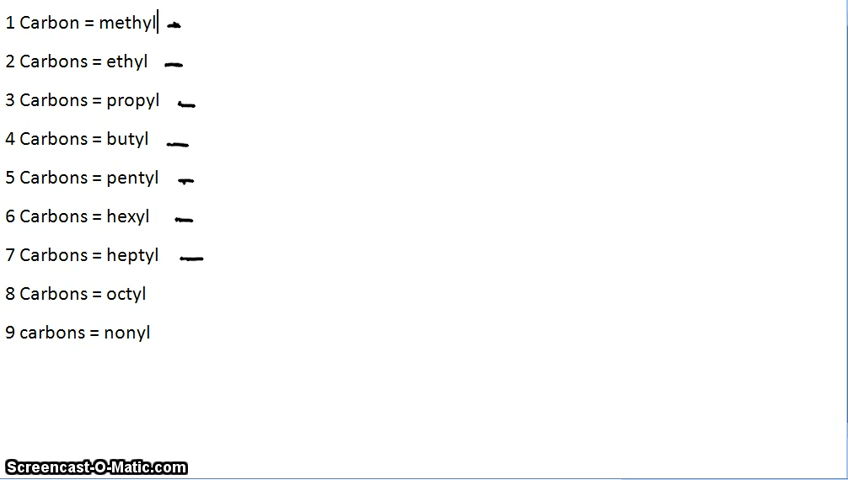 1 Carbon = methyl
2 Carbons = ethyl
3 Carbons = propyl
4 Carbons = butyl
5 Carbons = pentyl
6 Carbons = hexyl
7 Carbons = heptyl
8 Carbons = octyl
9 carbons = nonyl
Screencast-O-Matic.com